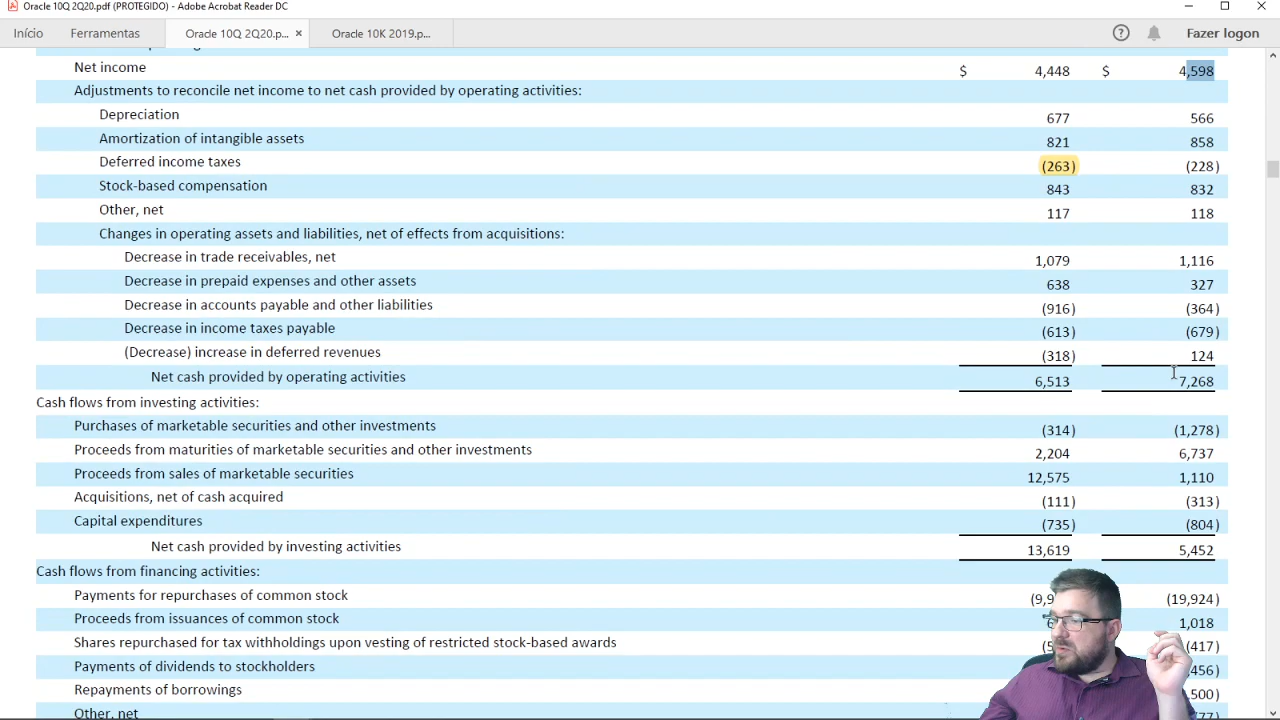 Oracle 10Q 2Q20.pdf (PROTEGIDO) - Adobe Acrobat Reader DC
Início Ferramentas Oracle 10Q 2Q20.p... × Oracle 10K 2019.p... Fazer logon
Net income $ 4,448 $ 4,598
Adjustments to reconcile net income to net cash provided by operating activities:
Depreciation 677 566
Amortization of intangible assets 821 858
Deferred income taxes (263) (228)
Stock-based compensation 843 832
Other, net 117 118
Changes in operating assets and liabilities, net of effects from acquisitions:
Decrease in trade receivables, net 1,079 1,116
Decrease in prepaid expenses and other assets 638 327
Decrease in accounts payable and other liabilities (916) (364)
Decrease in income taxes payable (613) (679)
(Decrease) increase in deferred revenues (318) 124
Net cash provided by operating activities 6,513 7,268
Cash flows from investing activities:
Purchases of marketable securities and other investments (314) (1,278)
Proceeds from maturities of marketable securities and other investments 2,204 6,737
Proceeds from sales of marketable securities 12,575 1,110
Acquisitions, net of cash acquired (111) (313)
Capital expenditures (735) (804)
Net cash provided by investing activities 13,619 5,452
Cash flows from financing activities:
Payments for repurchases of common stock (19,924)
Proceeds from issuances of common stock 1,018
Shares repurchased for tax withholdings upon vesting of restricted stock-based awards (417)
Payments of dividends to stockholders
Repayments of borrowings
Other, net